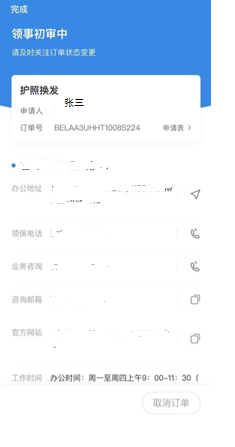 完成
领事初审中
请及时关注订单状态变更
护照换发
申请人 张三
订单号 BELAA3UHHT10085224 申请表 >
办公地址
领保电话
业务咨询
咨询邮箱
官方网站
工作时间 办公时间：周一至周四上午9：00-11：30（
取消订单